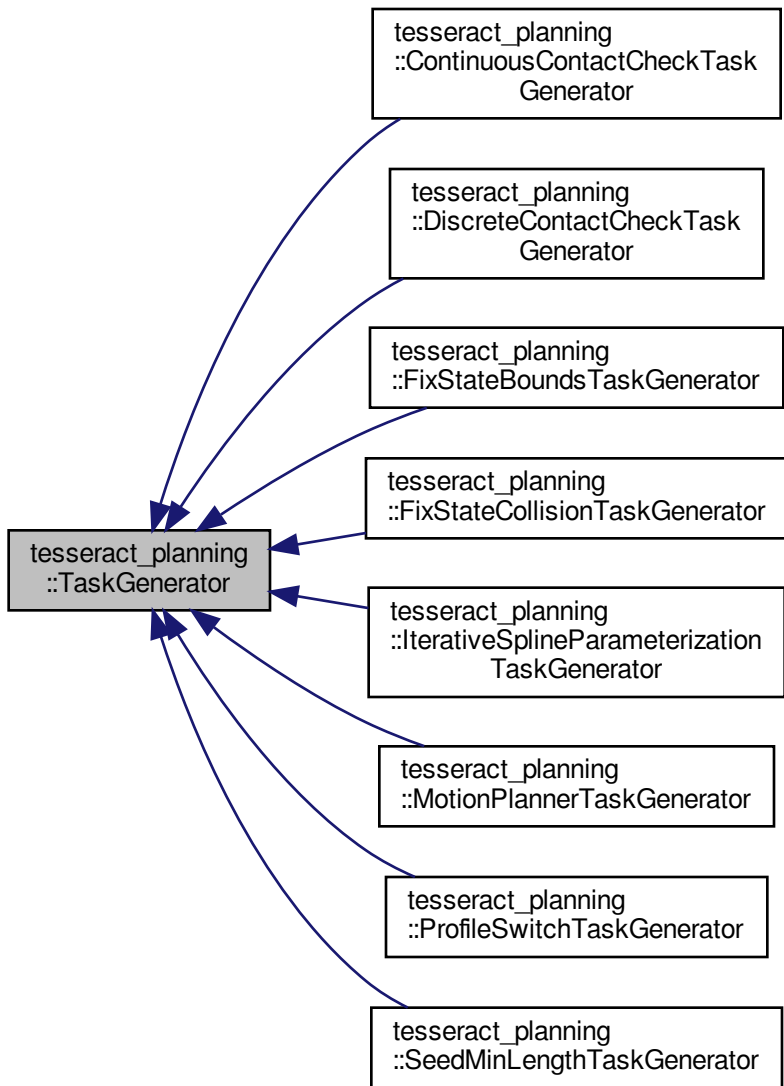 tesseract_planning
::ContinuousContactCheckTask
Generator
tesseract_planning
::DiscreteContactCheckTask
Generator
tesseract_planning
::FixStateBoundsTaskGenerator
tesseract_planning
::FixStateCollisionTaskGenerator
tesseract_planning
::TaskGenerator
tesseract_planning
::IterativeSplineParameterization
TaskGenerator
tesseract_planning
::MotionPlannerTaskGenerator
tesseract_planning
::ProfileSwitchTaskGenerator
tesseract_planning
::SeedMinLengthTaskGenerator